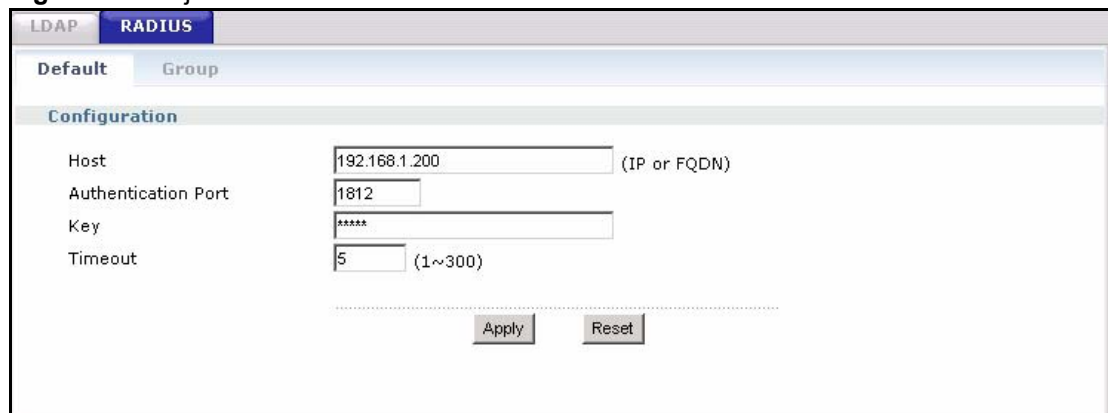 LDAP RADIUS
Default Group
Configuration
Host 192.168.1.200 (IP or FQDN)
Authentication Port 1812
Key *****
Timeout 5 (1~300)
Apply Reset